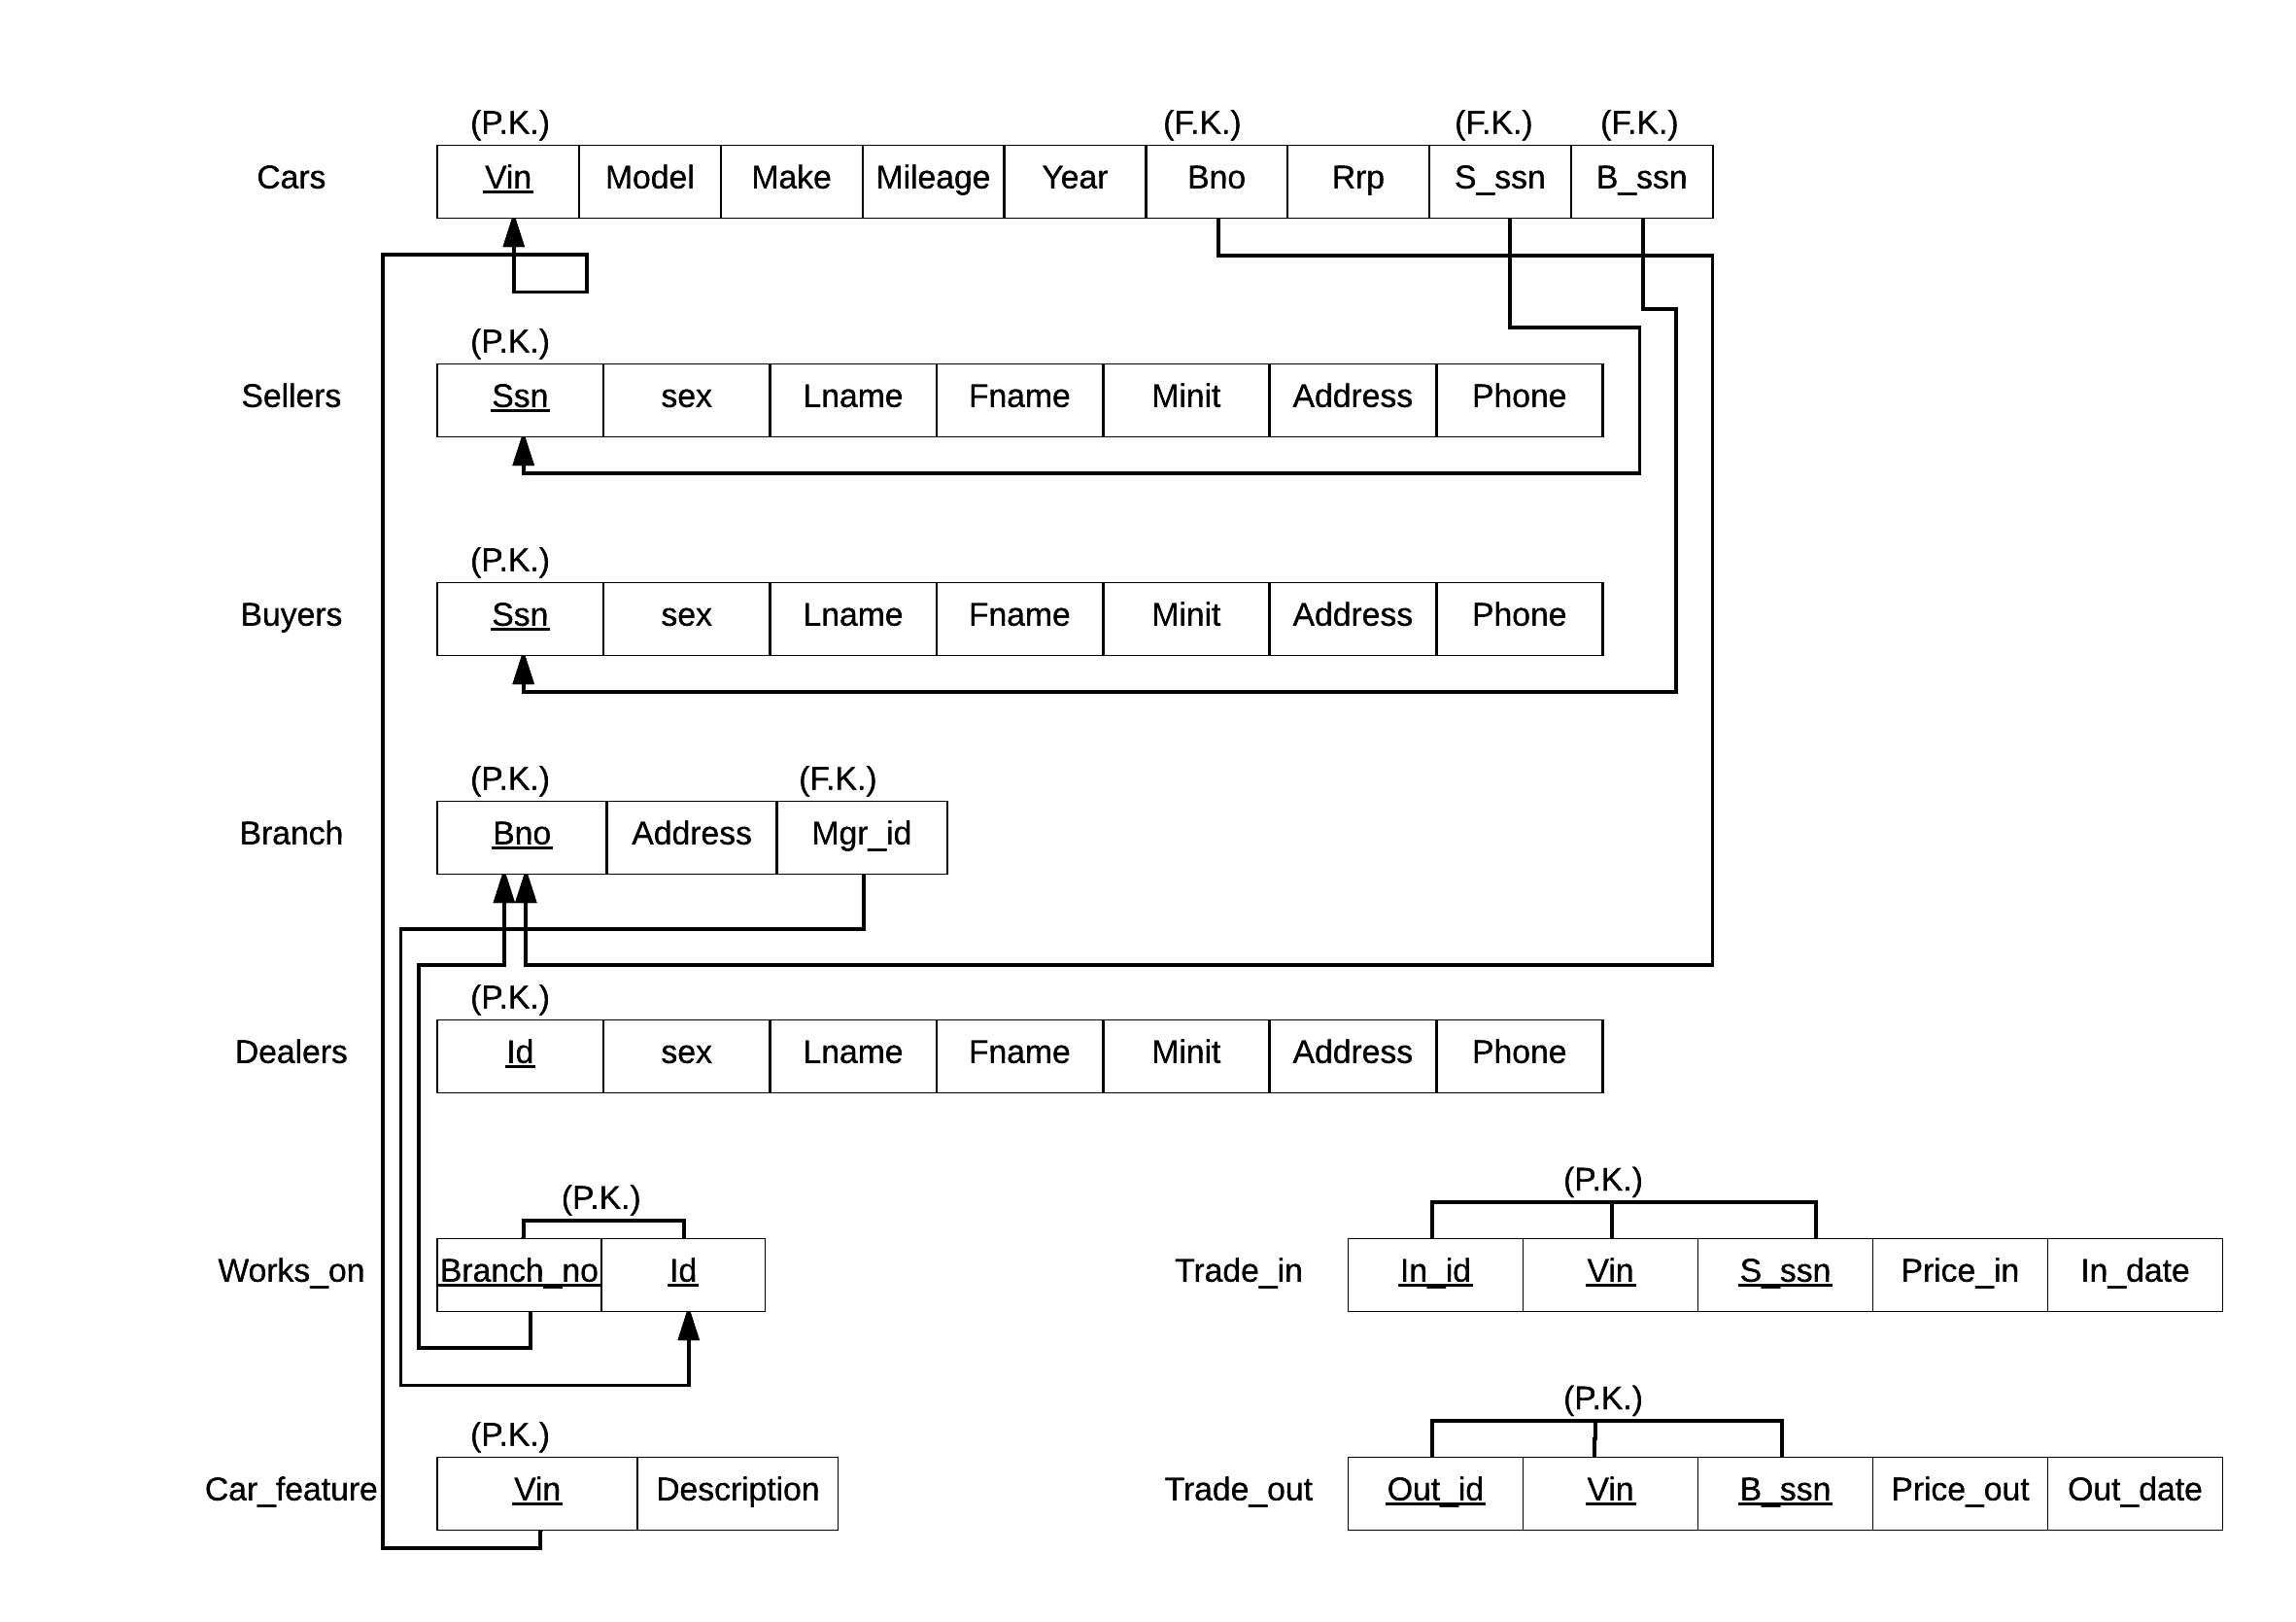 (P.K.) (F.K.) (F.K.) (F.K.)
Cars Vin Model Make Mileage Year Bno Rrp S_ssn B_ssn
(P.K.)
Sellers Ssn sex Lname Fname Minit Address Phone
(P.K.)
Buyers Ssn sex Lname Fname Minit Address Phone
(P.K.) (F.K.)
Branch Bno Address Mgr_id
(P.K.)
Dealers Id sex Lname Fname Minit Address Phone
(P.K.)
Works_on Branch_no Id
(P.K.)
Trade_in In_id Vin S_ssn Price_in In_date
(P.K.)
Car_feature Vin Description
(P.K.)
Trade_out Out_id Vin B_ssn Price_out Out_date